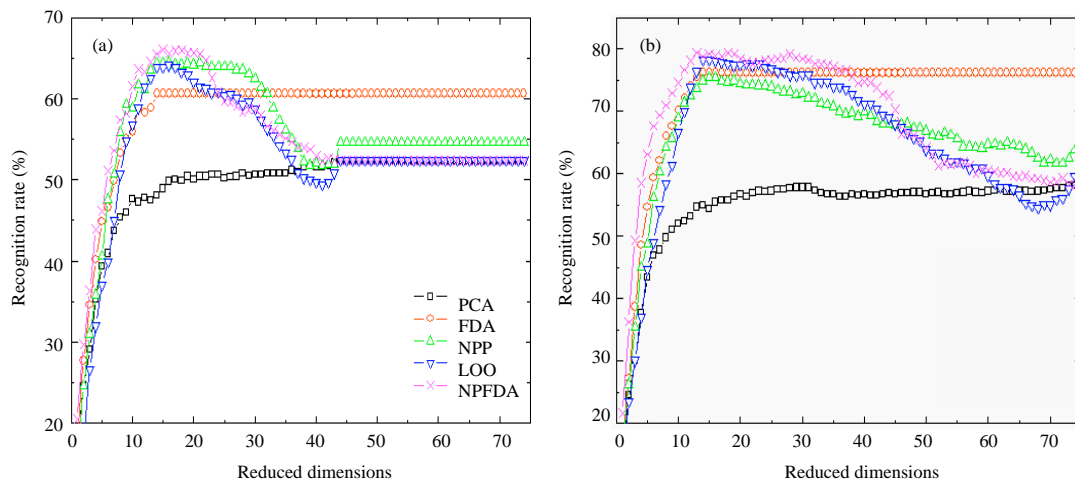 (a)
70
60
50
40
30
20
0 10 20 30 40 50 60 70
Recognition rate (%)
Reduced dimensions
PCA
FDA
NPP
LOO
NPFDA
(b)
80
70
60
50
40
30
20
0 10 20 30 40 50 60 70
Recognition rate (%)
Reduced dimensions